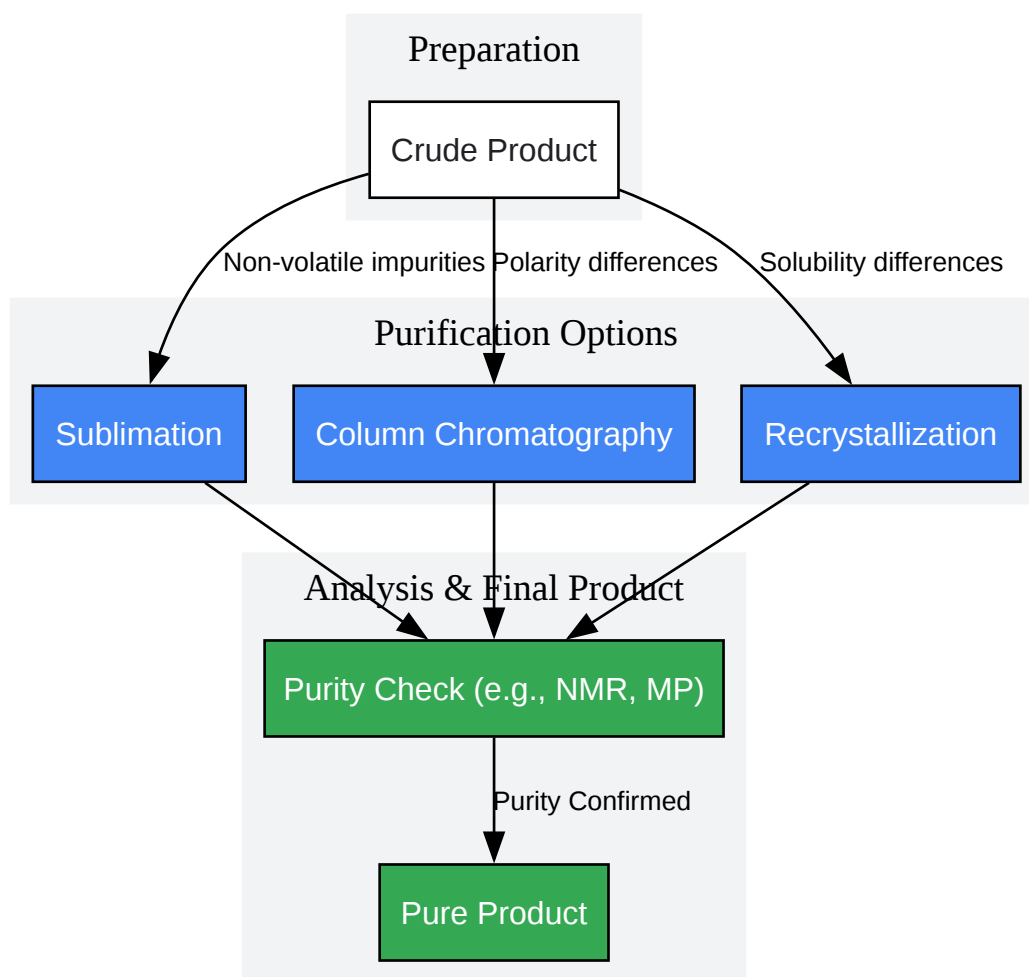 Preparation
Crude Product
Non-volatile impurities
Polarity differences
Solubility differences
Purification Options
Sublimation
Column Chromatography
Recrystallization
Analysis & Final Product
Purity Check (e.g., NMR, MP)
Purity Confirmed
Pure Product